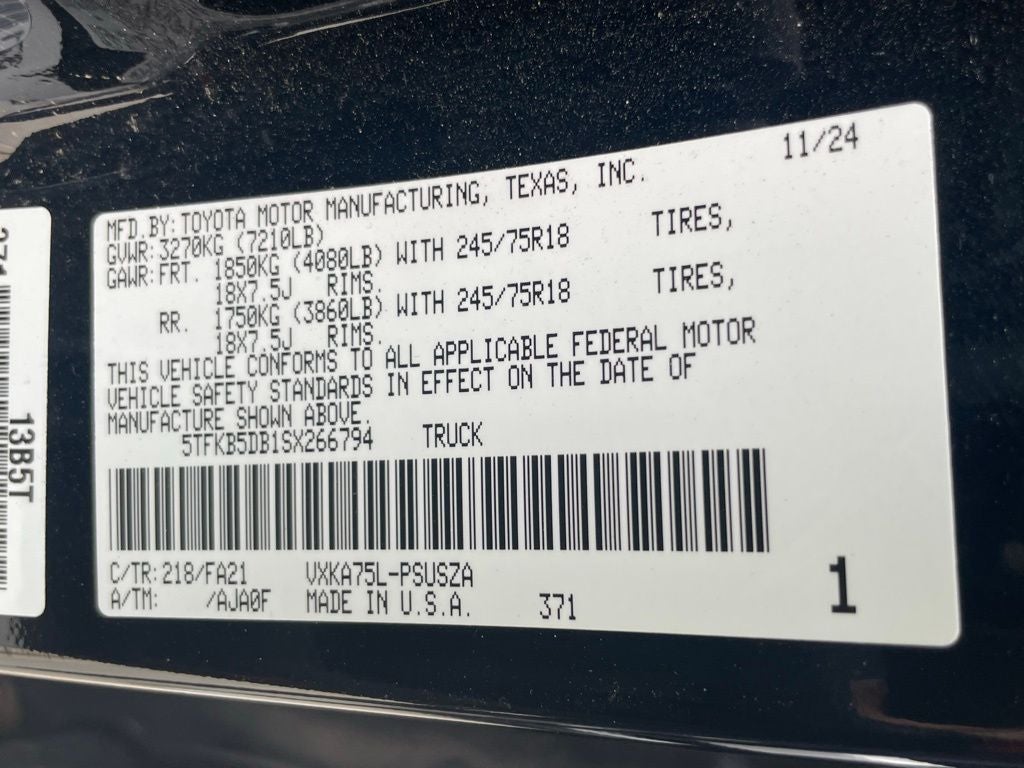 11/24
MFD.BY:TOYOTA MOTOR MANUFACTURING, TEXAS, INC.
GVWR:3270KG (7210LB)
GAWR:FRT. 1850KG (4080LB) WITH 245/75R18 TIRES,
18X7.5J RIMS.
RR. 1750KG (3860LB) WITH 245/75R18 TIRES,
18X7.5J RIMS.
THIS VEHICLE CONFORMS TO ALL APPLICABLE FEDERAL MOTOR
VEHICLE SAFETY STANDARDS IN EFFECT ON THE DATE OF
MANUFACTURE SHOWN ABOVE.
5TFKB5DB1SX266794 TRUCK
C/TR:218/FA21 VXKA75L-PSUSZA
A/TM: /AJA0F MADE IN U.S.A. 371
1
13B5T